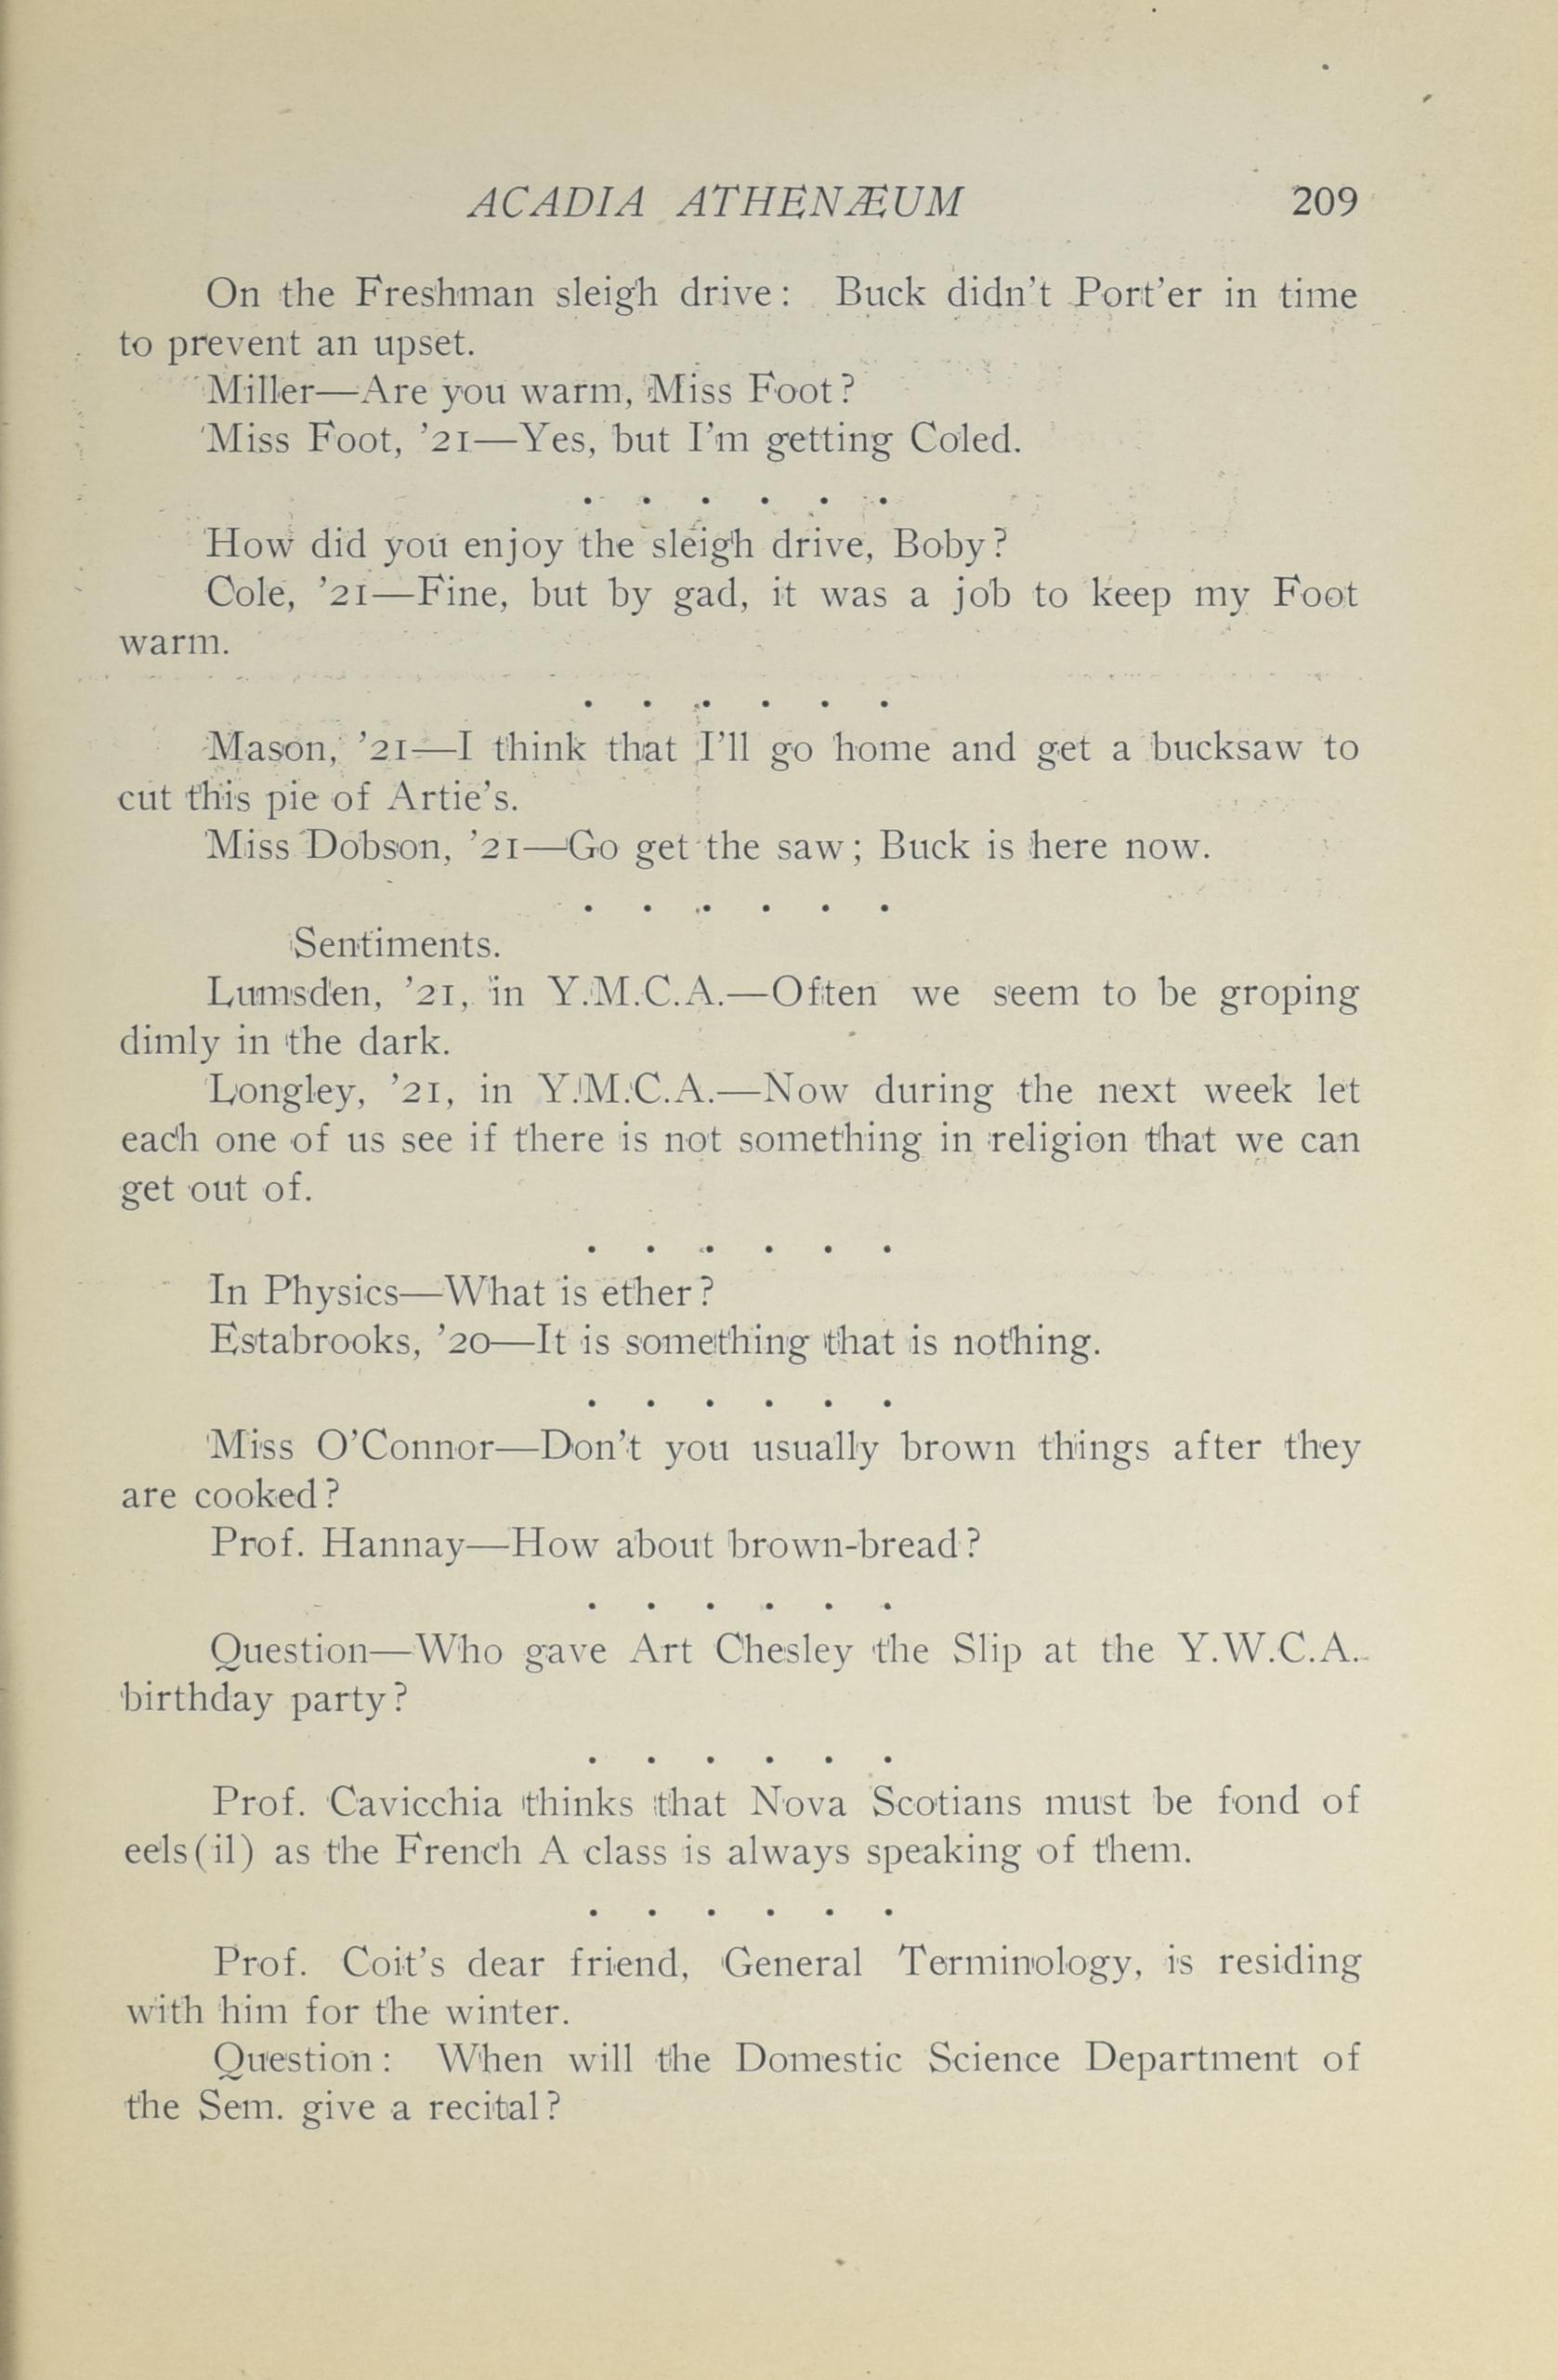 ACADIA ATHENÆUM 209
On the Freshman sleigh drive: Buck didn't Port'er in time
to prevent an upset.
Miller—Are you warm, Miss Foot?
Miss Foot, '21—Yes, but I'm getting Coled.
. . . . . .
How did you enjoy the sleigh drive, Boby?
Cole, '21—Fine, but by gad, it was a job to keep my Foot
warm.
. . . . . .
Mason, '21—I think that I'll go home and get a bucksaw to
cut this pie of Artie's.
Miss Dobson, '21—Go get the saw; Buck is here now.
. . . . . .
Sentiments.
Lumsden, '21, in Y.M.C.A.—Often we seem to be groping
dimly in the dark.
Longley, '21, in Y.M.C.A.—Now during the next week let
each one of us see if there is not something in religion that we can
get out of.
. . . . . .
In Physics—What is ether?
Estabrooks, '20—It is something that is nothing.
. . . . . .
Miss O'Connor—Don't you usually brown things after they
are cooked?
Prof. Hannay—How about brown-bread?
. . . . . .
Question—Who gave Art Chesley the Slip at the Y.W.C.A.
birthday party?
. . . . . .
Prof. Cavicchia thinks that Nova Scotians must be fond of
eels(il) as the French A class is always speaking of them.
. . . . . .
Prof. Coit's dear friend, General Terminology, is residing
with him for the winter.
Question: When will the Domestic Science Department of
the Sem. give a recital?